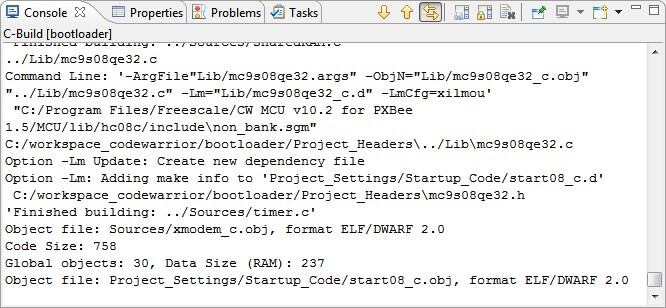 Console Properties Problems Tasks
C-Build [bootloader]
'Finished building: ../Sources/SharedRAM.c'
../Lib/mc9s08qe32.c
Command Line: '-ArgFile"Lib/mc9s08qe32.args" -ObjN="Lib/mc9s08qe32_c.obj"
"../Lib/mc9s08qe32.c" -Lm="Lib/mc9s08qe32_c.d" -LmCfg=xilmou'
"C:/Program Files/Freescale/CW MCU v10.2 for PXBee
1.5/MCU/lib/hc08c/include\non_bank.sgm"
C:/workspace_codewarrior/bootloader/Project_Headers\../Lib\mc9s08qe32.c
Option -Lm Update: Create new dependency file
Option -Lm: Adding make info to 'Project_Settings/Startup_Code/start08_c.d'
C:/workspace_codewarrior/bootloader/Project_Headers\mc9s08qe32.h
'Finished building: ../Sources/timer.c'
Object file: Sources/xmodem_c.obj, format ELF/DWARF 2.0
Code Size: 758
Global objects: 30, Data Size (RAM): 237
Object file: Project_Settings/Startup_Code/start08_c.obj, format ELF/DWARF 2.0